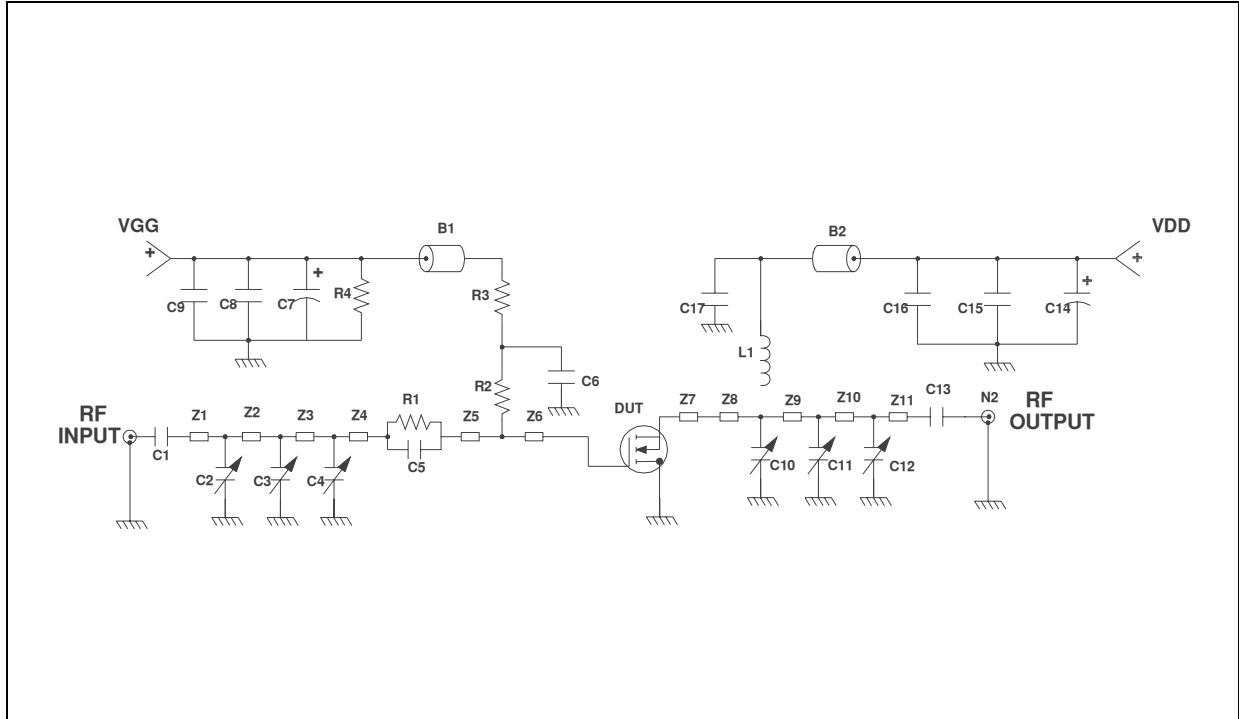 VGG
B1
B2
VDD
+
+
C9
C8
C7
R4
R3
C17
C16
C15
C14
+
+
L1
R2
C6
RF
INPUT
C1
Z1
Z2
Z3
Z4
R1
C5
Z5
Z6
DUT
Z7
Z8
Z9
Z10
Z11
C13
N2
RF
OUTPUT
C2
C3
C4
C10
C11
C12